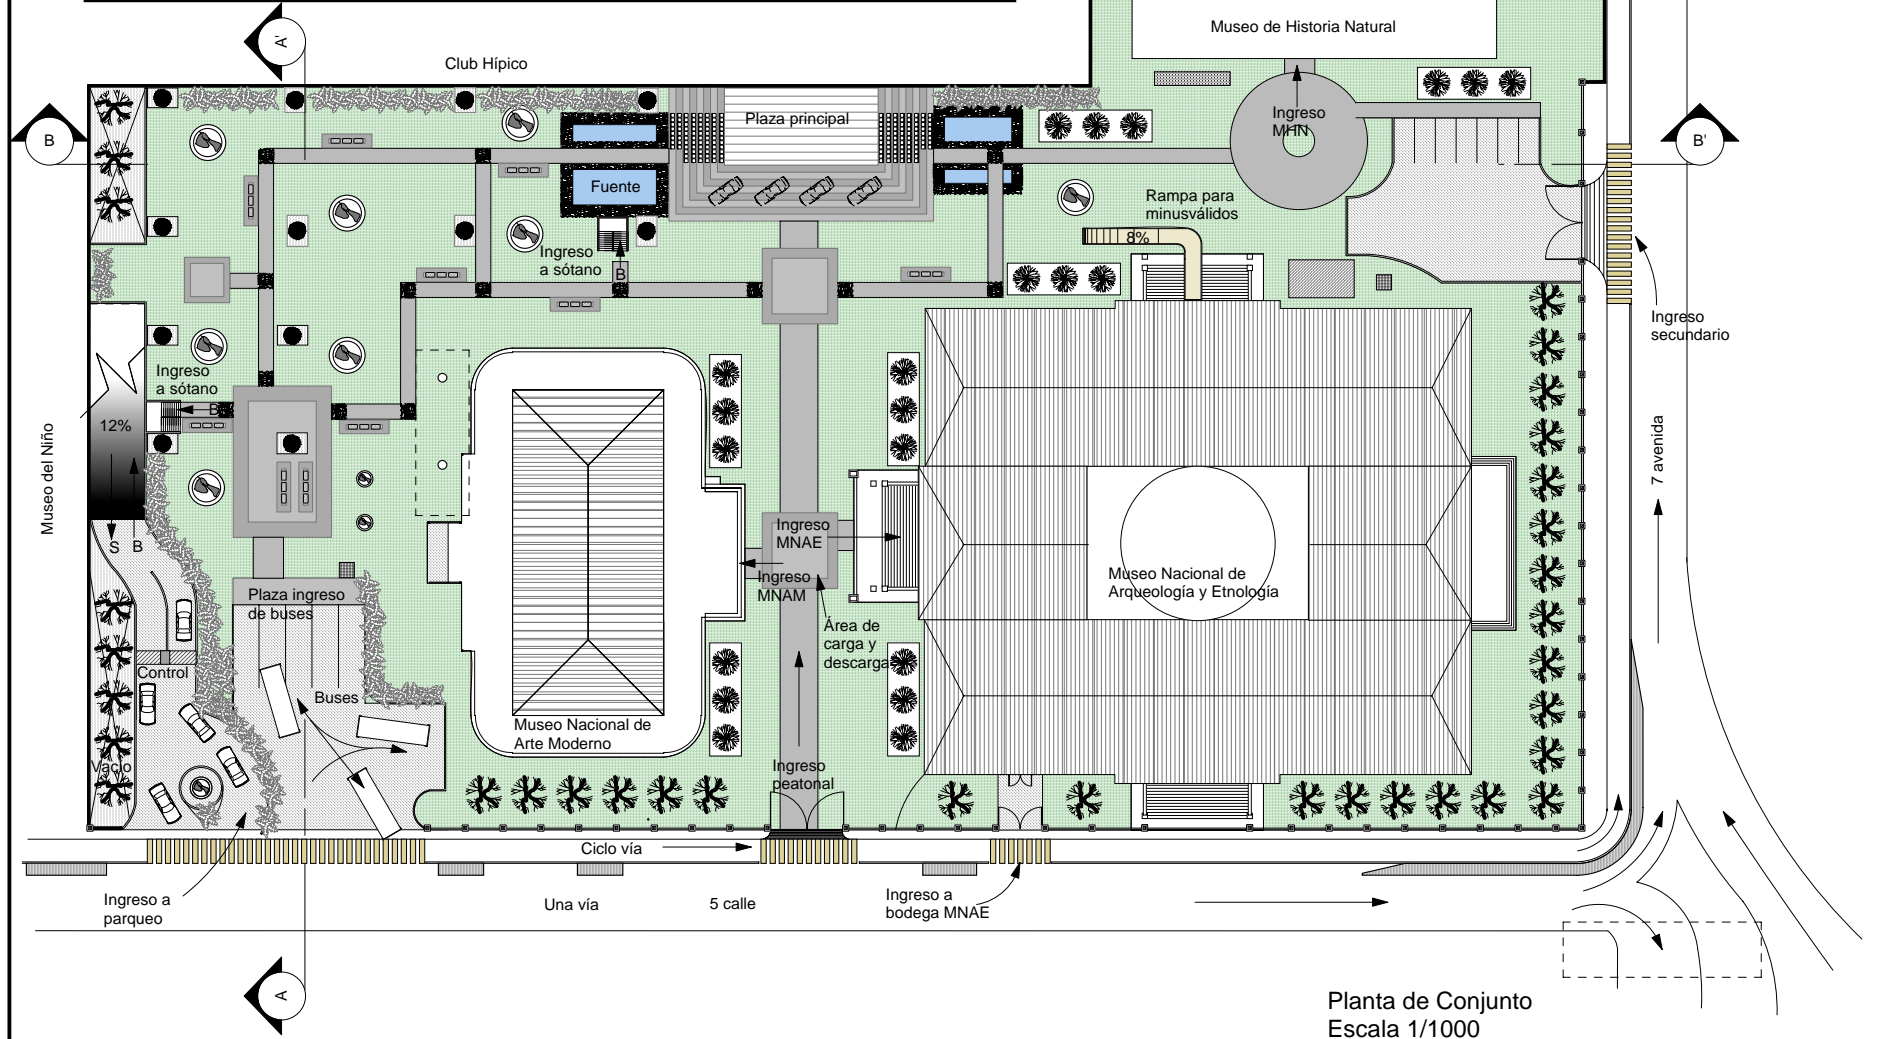 Museo de Historia Natural
A'
Club Hípico
Plaza principal
Ingreso
MHN
B
B'
Fuente
Rampa para
minusválidos
8%
Ingreso
a sótano
B
Ingreso
secundario
Ingreso
a sótano
B
12%
Museo del Niño
7 avenida
S
B
Ingreso
MNAE
Ingreso
MNAM
Museo Nacional de
Arqueología y Etnología
Plaza ingreso
de buses
Área de
carga y
descarga
Control
Buses
Museo Nacional de
Arte Moderno
Vacío
Ingreso
peatonal
Ciclo vía
Ingreso a
parqueo
Una vía
5 calle
Ingreso a
bodega MNAE
A
Planta de Conjunto
Escala 1/1000